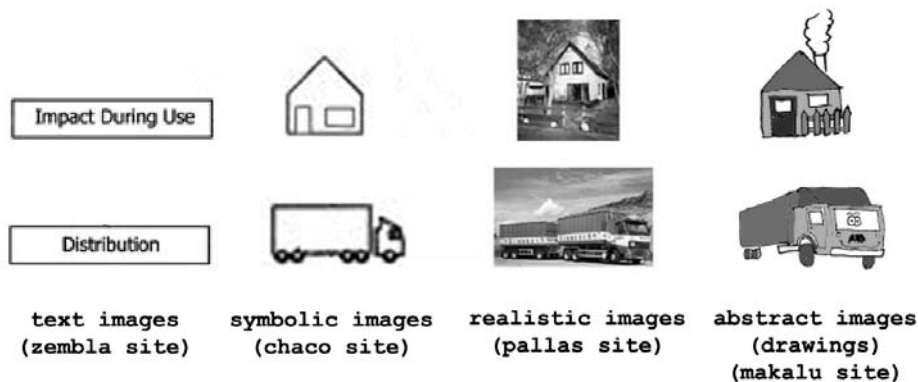 Impact During Use
Distribution
text images
(zembla site)
symbolic images
(chaco site)
realistic images
(pallas site)
abstract images
(drawings)
(makalu site)